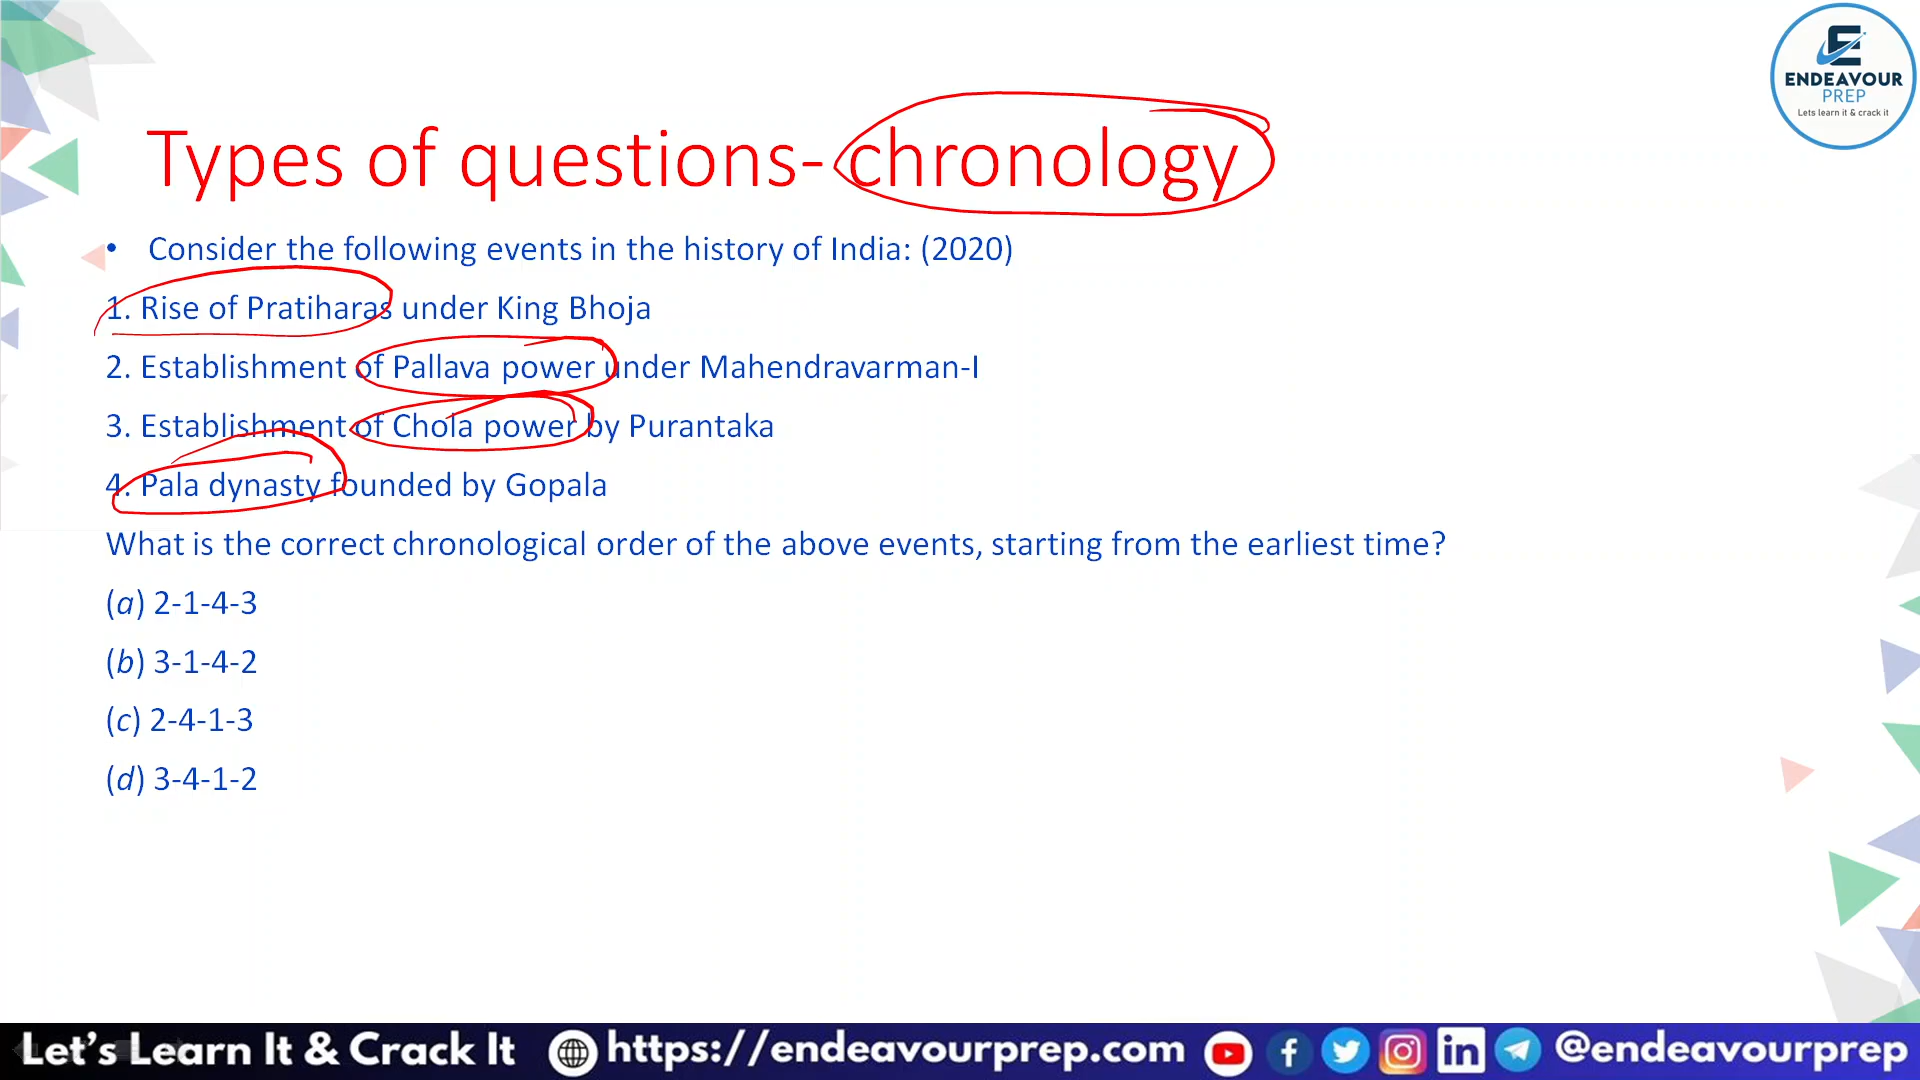 ENDEAVOUR
PREP
Lets learn it & crack it
Types of questions- chronology
• Consider the following events in the history of India: (2020)
1. Rise of Pratiharas under King Bhoja
2. Establishment of Pallava power under Mahendravarman-I
3. Establishment of Chola power by Purantaka
4. Pala dynasty founded by Gopala
What is the correct chronological order of the above events, starting from the earliest time?
(a) 2-1-4-3
(b) 3-1-4-2
(c) 2-4-1-3
(d) 3-4-1-2
Let's Learn It & Crack It https://endeavourprep.com @endeavourprep